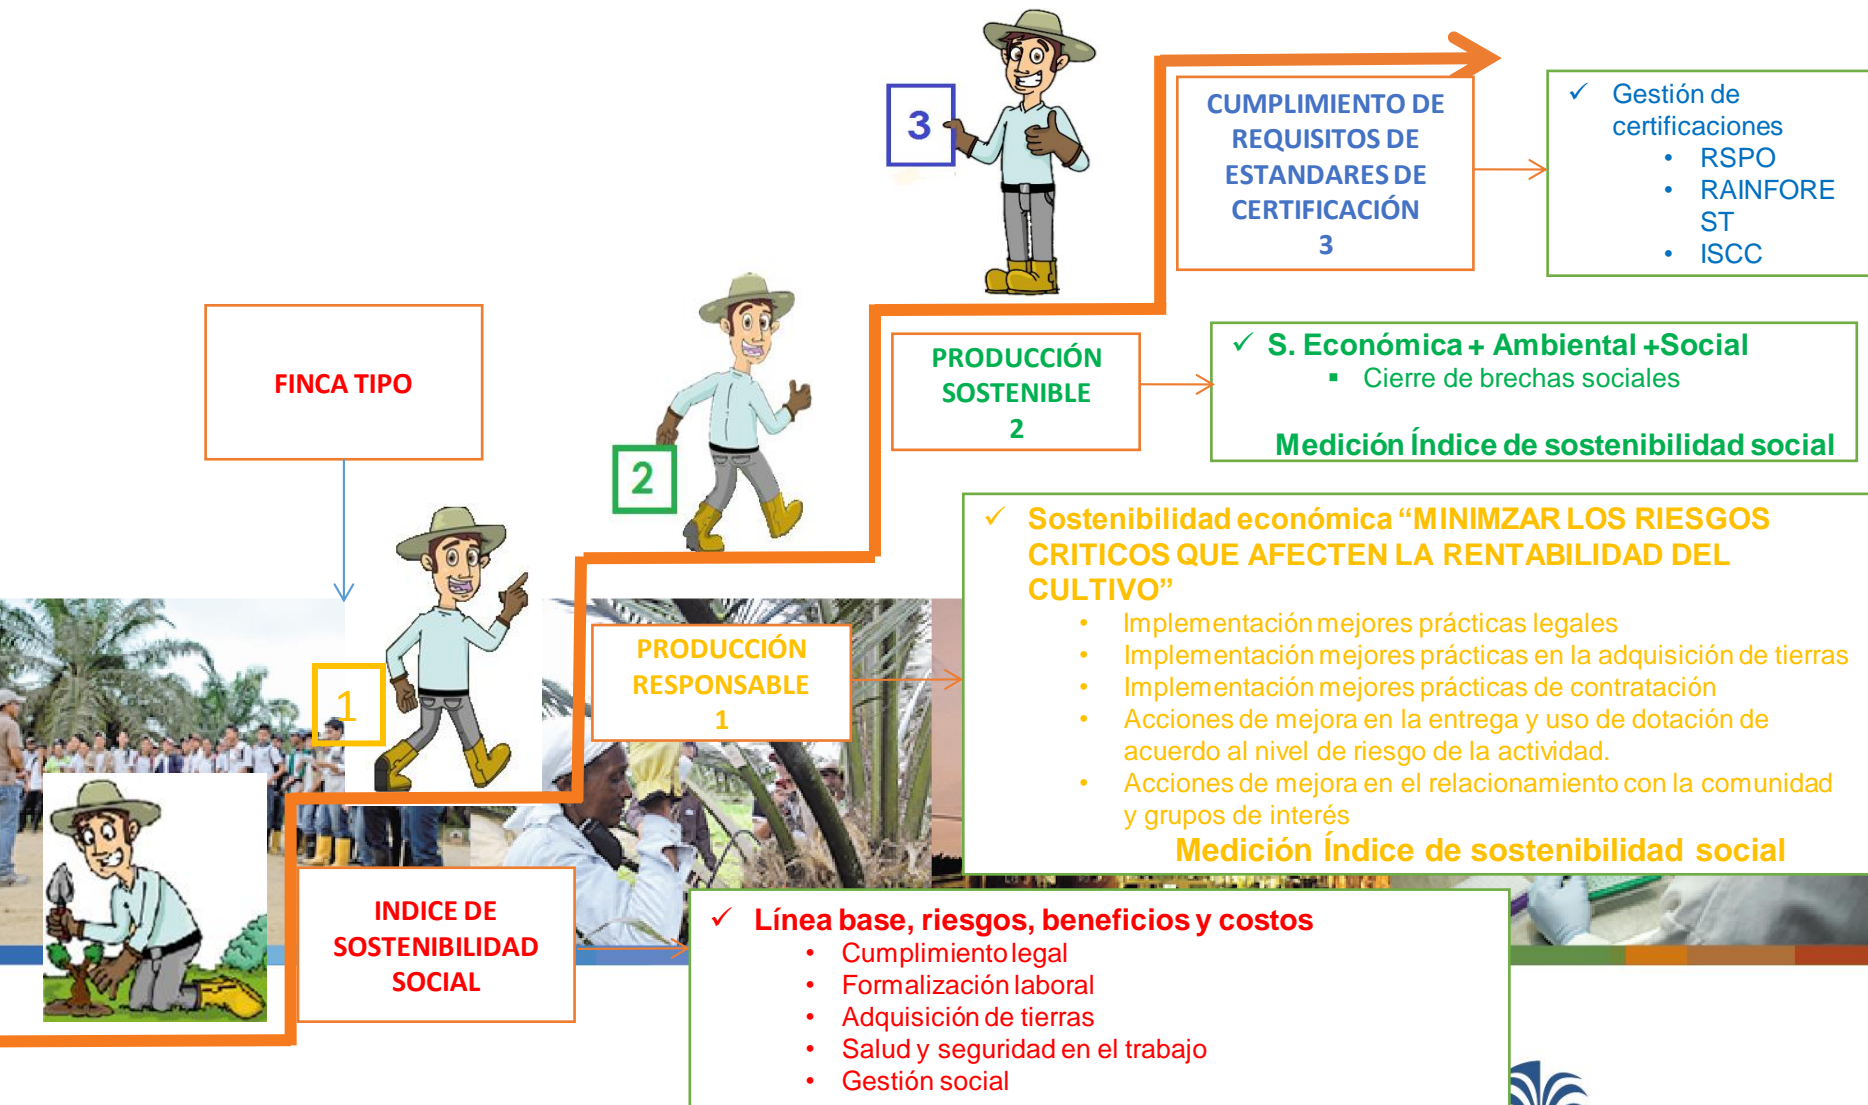 3
CUMPLIMIENTO DE
REQUISITOS DE
ESTANDARES DE
CERTIFICACIÓN
3
✓ Gestión de
certificaciones
• RSPO
• RAINFORE
ST
• ISCC
FINCA TIPO
2
PRODUCCIÓN
SOSTENIBLE
2
✓ S. Económica + Ambiental +Social
▪ Cierre de brechas sociales
Medición Índice de sostenibilidad social
1
PRODUCCIÓN
RESPONSABLE
1
✓ Sostenibilidad económica “MINIMZAR LOS RIESGOS
CRITICOS QUE AFECTEN LA RENTABILIDAD DEL
CULTIVO”
• Implementación mejores prácticas legales
• Implementación mejores prácticas en la adquisición de tierras
• Implementación mejores prácticas de contratación
• Acciones de mejora en la entrega y uso de dotación de
acuerdo al nivel de riesgo de la actividad.
• Acciones de mejora en el relacionamiento con la comunidad
y grupos de interés
Medición Índice de sostenibilidad social
INDICE DE
SOSTENIBILIDAD
SOCIAL
✓ Línea base, riesgos, beneficios y costos
• Cumplimiento legal
• Formalización laboral
• Adquisición de tierras
• Salud y seguridad en el trabajo
• Gestión social